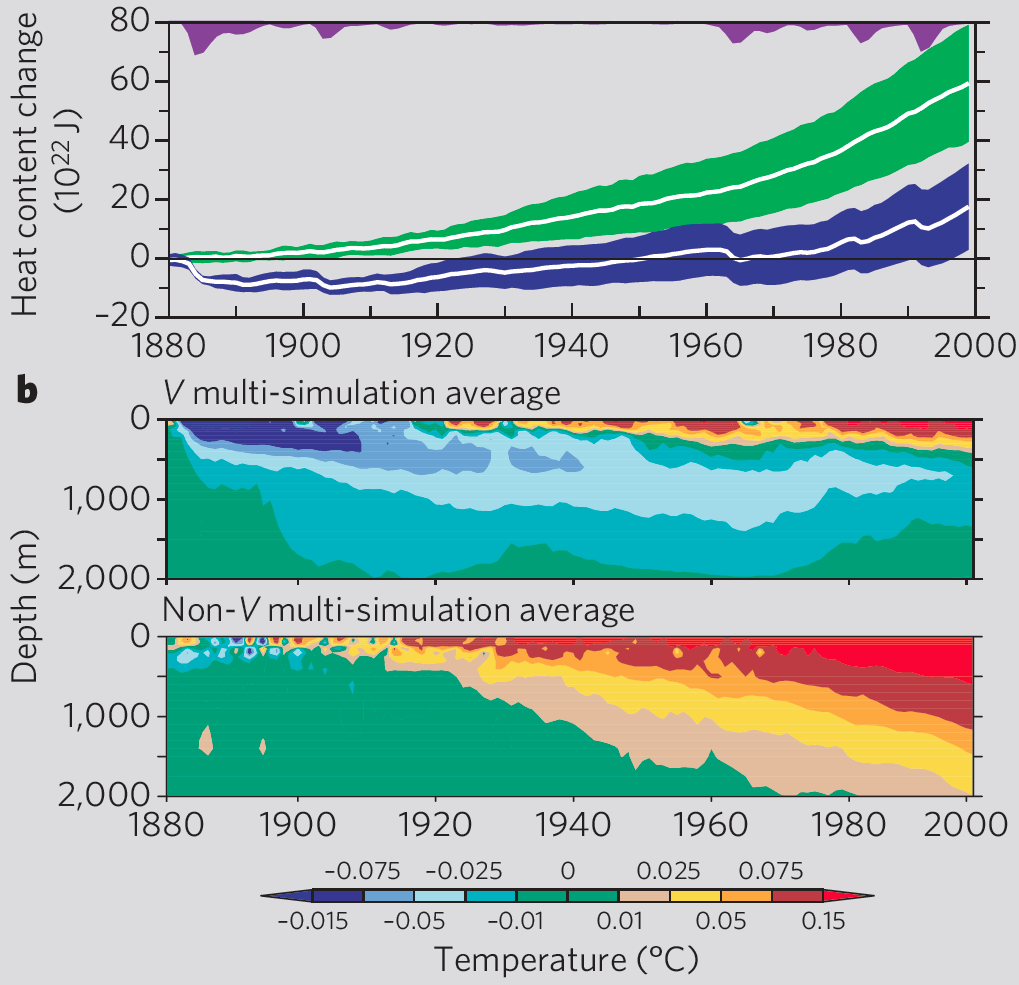 Heat content change
(10²² J)
80
60
40
20
0
−20
1880 1900 1920 1940 1960 1980 2000
b
V multi-simulation average
0
1,000
2,000
Depth (m)
Non-V multi-simulation average
0
1,000
2,000
1880 1900 1920 1940 1960 1980 2000
−0.075 −0.025 0 0.025 0.075
−0.015 −0.05 −0.01 0.01 0.05 0.15
Temperature (°C)